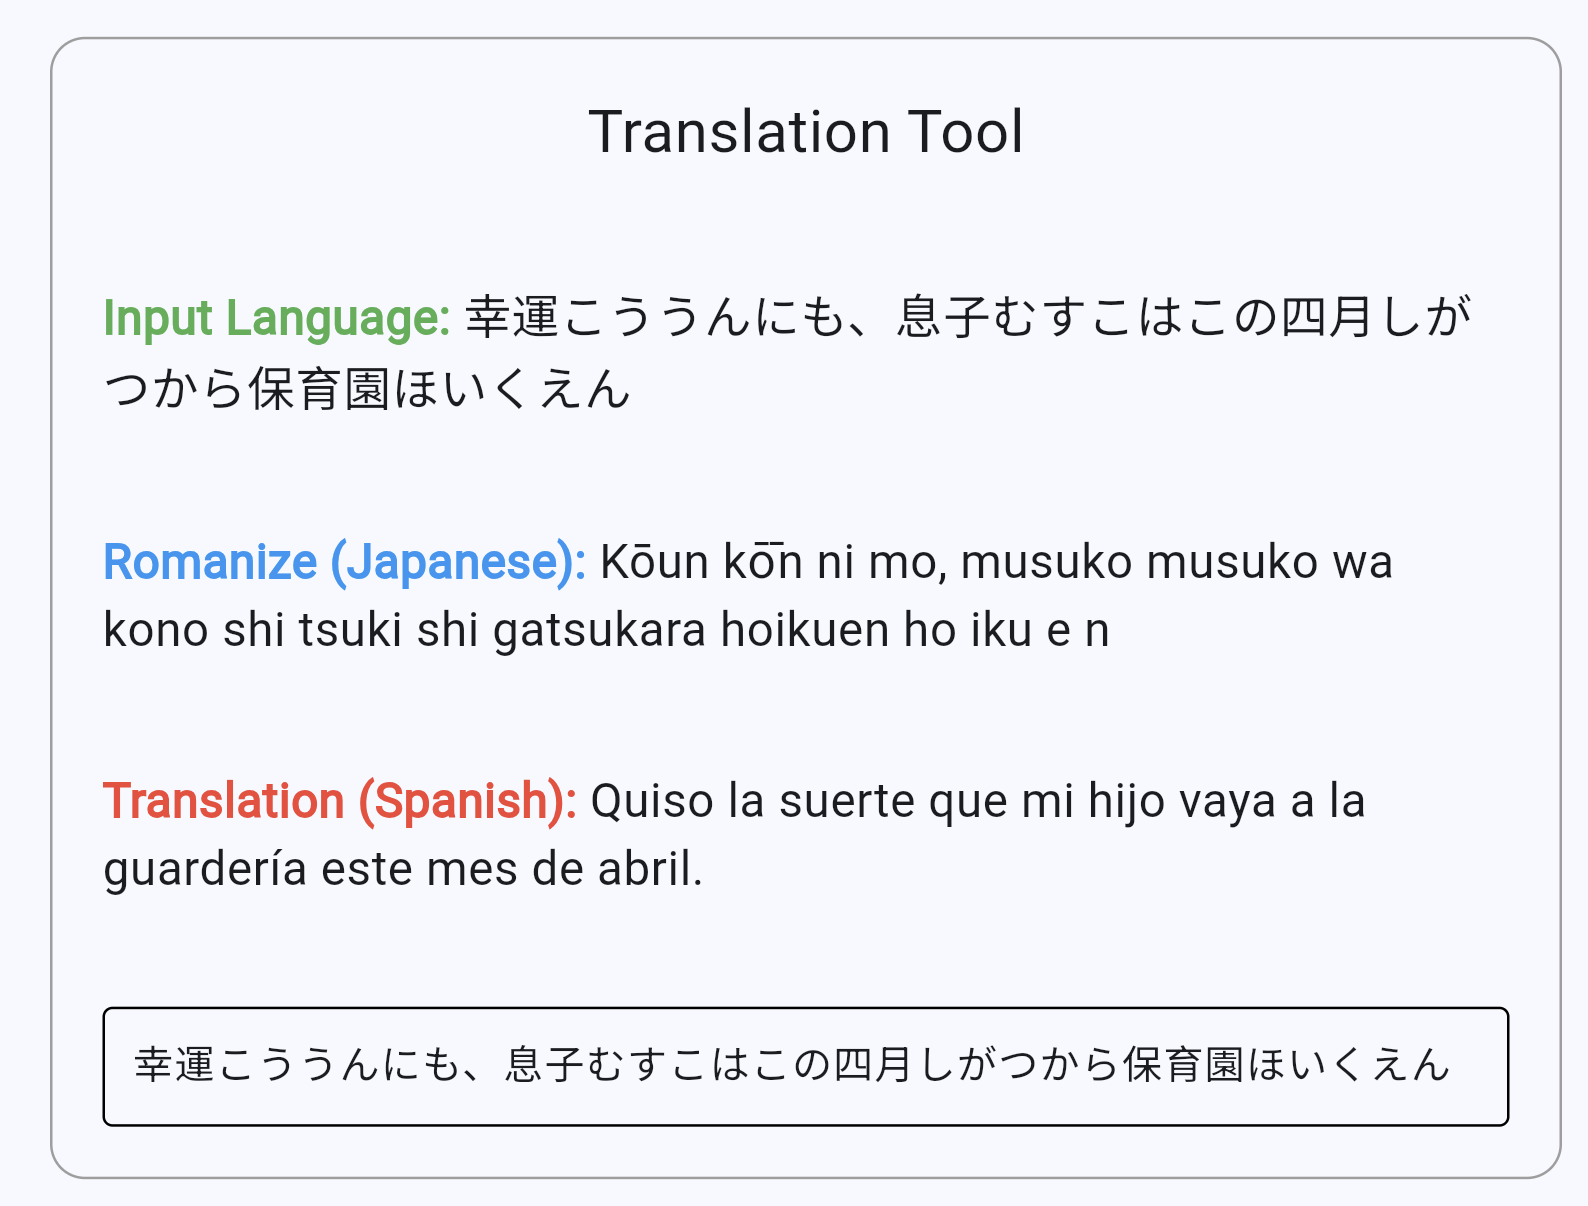 Translation Tool
Input Language: 幸運こううんにも、息子むすこはこの四月しが
つから保育園ほいくえん
Romanize (Japanese): Kōun kō̄n ni mo, musuko musuko wa
kono shi tsuki shi gatsukara hoikuen ho iku e n
Translation (Spanish): Quiso la suerte que mi hijo vaya a la
guardería este mes de abril.
幸運こううんにも、息子むすこはこの四月しがつから保育園ほいくえん